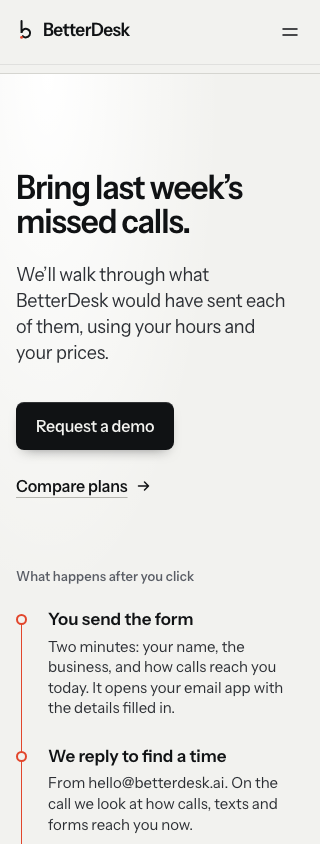 BetterDesk
Bring last week’s
missed calls.
We’ll walk through what
BetterDesk would have sent each
of them, using your hours and
your prices.
Request a demo
Compare plans →
What happens after you click
You send the form
Two minutes: your name, the
business, and how calls reach you
today. It opens your email app with
the details filled in.
We reply to find a time
From hello@betterdesk.ai. On the
call we look at how calls, texts and
forms reach you now.